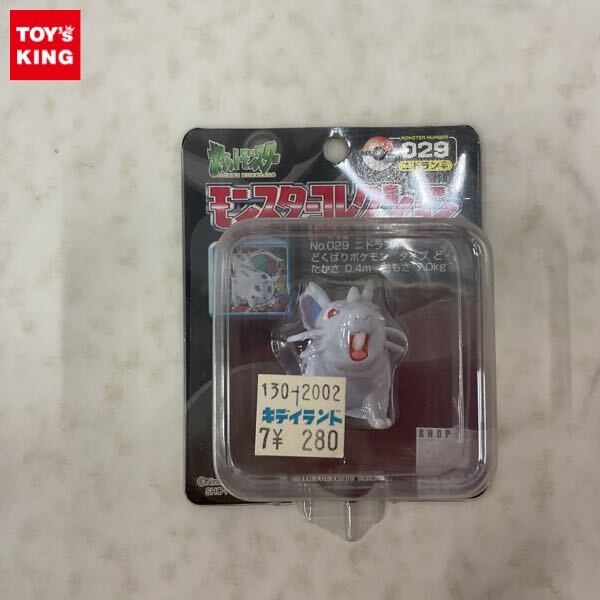 TOY's
KING
ポケットモンスター
MONSTER NUMBER
029
ニドラン♀
モンスターコレクション
No.029 ニドラン
どくばりポケモン タイプ ど
たかさ 0.4m おもさ 7.0kg
130-2002
キデイランド
7¥ 280
SHOP
©Nin
SHO